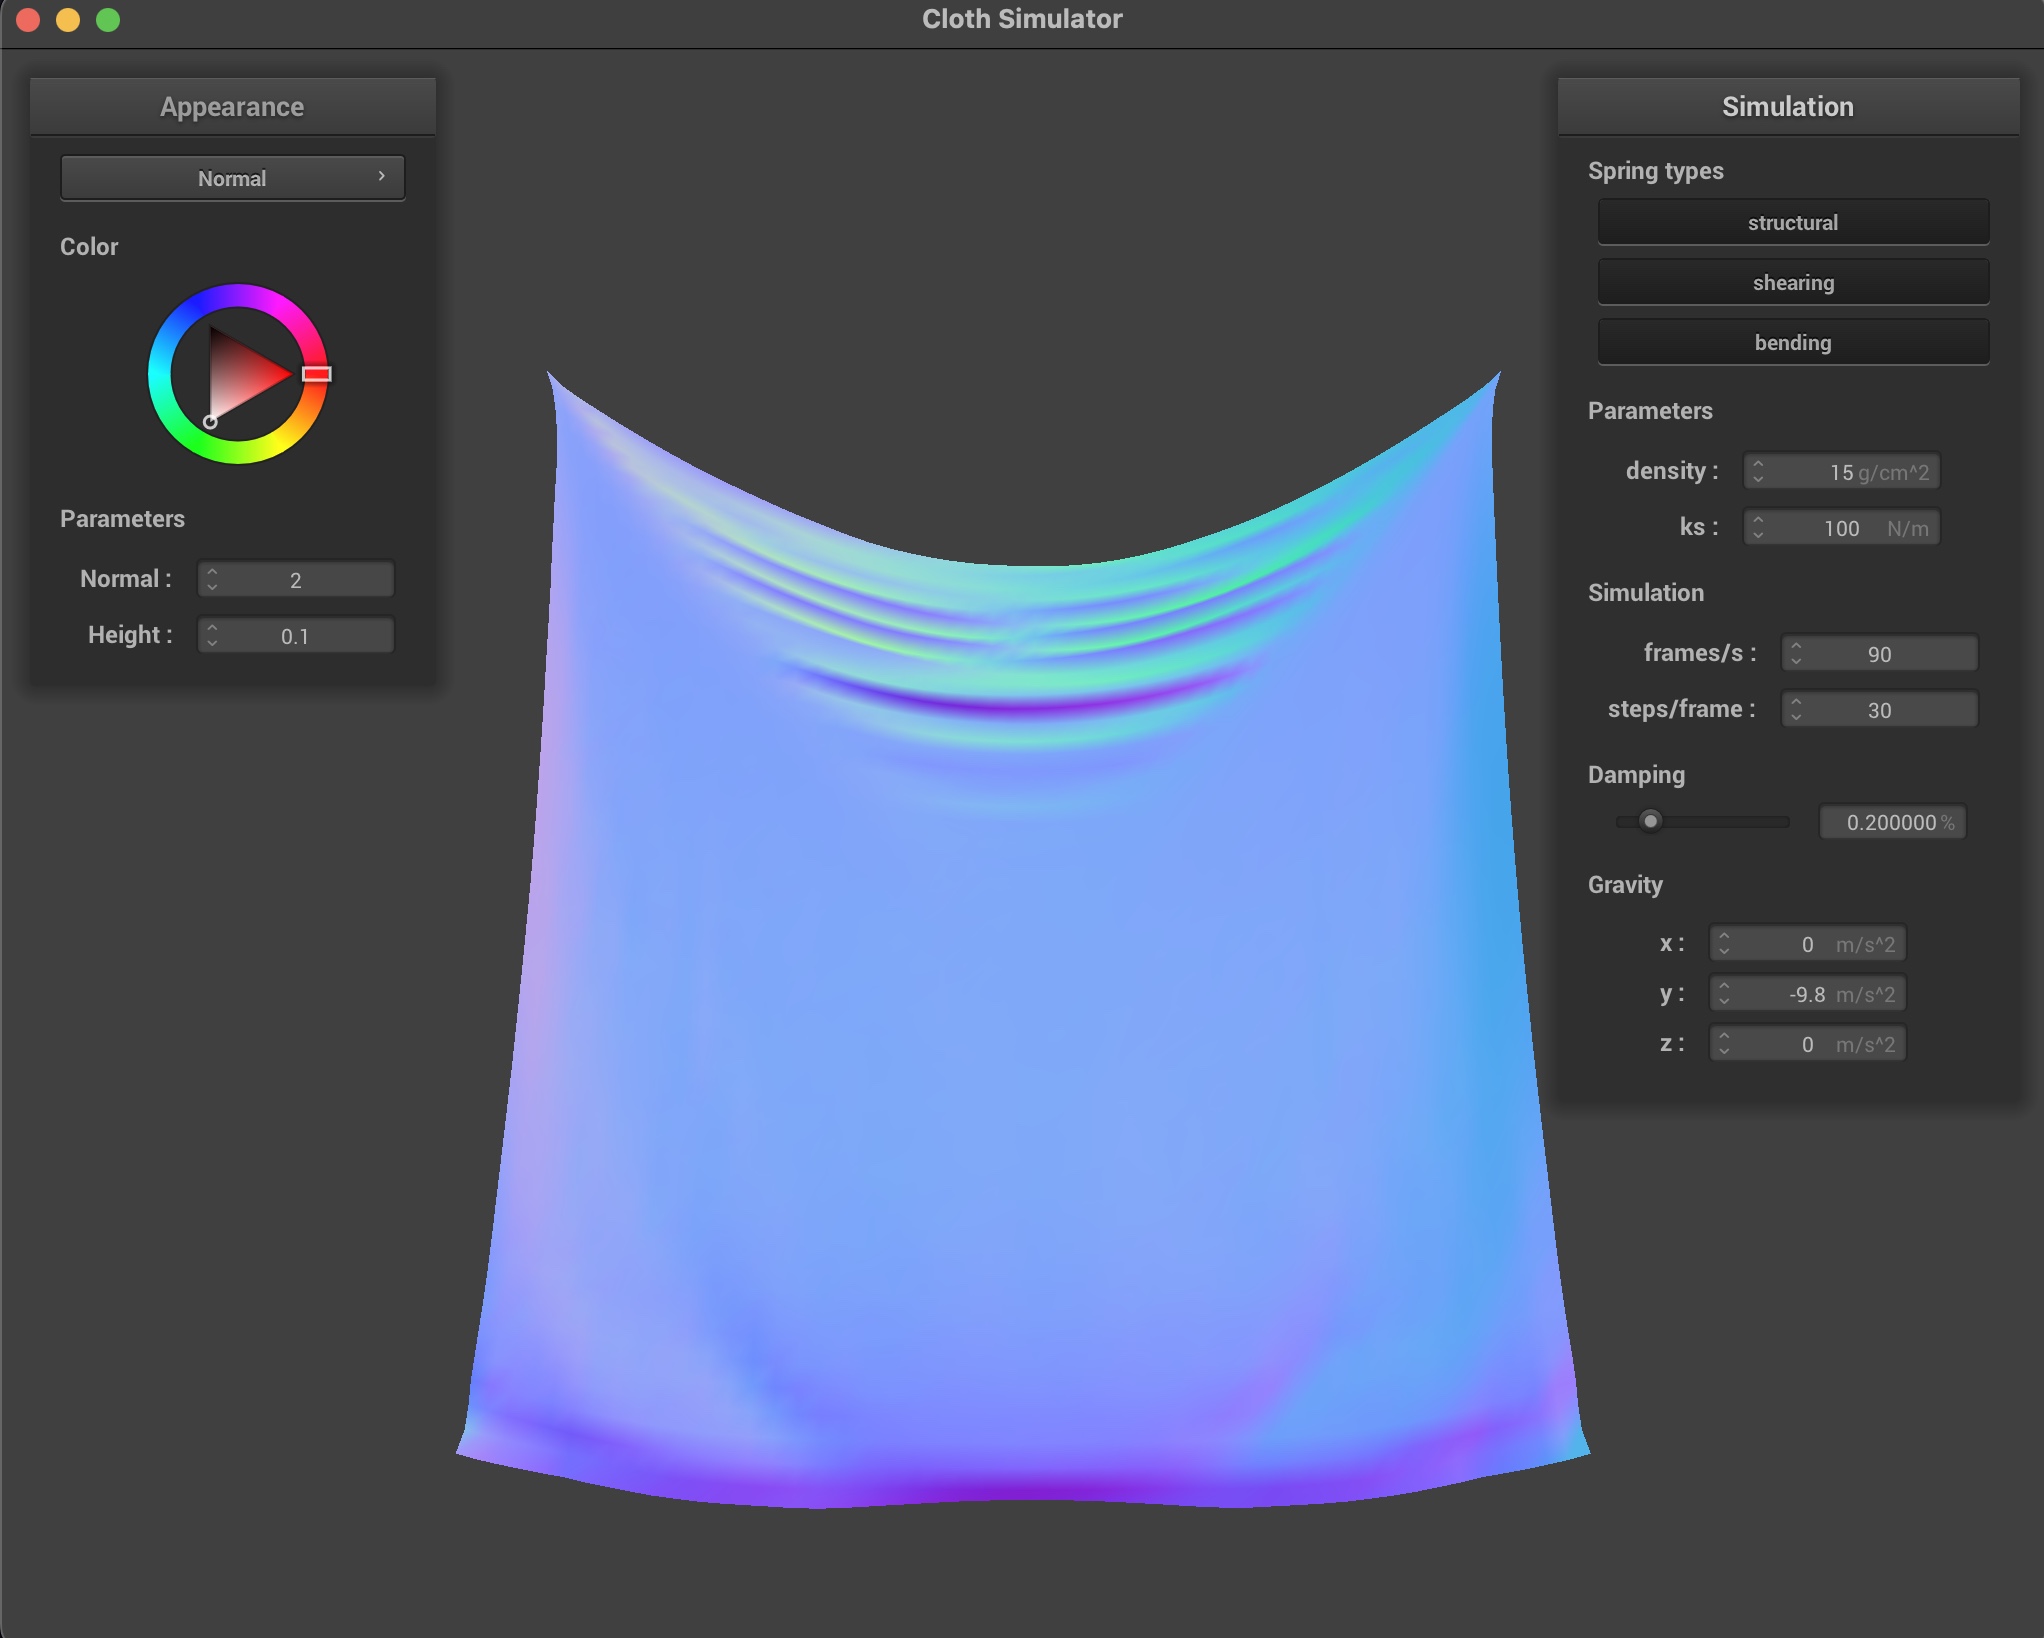 Cloth Simulator
Appearance
Normal
Color
Parameters
Normal : 2
Height : 0.1
Simulation
Spring types
structural
shearing
bending
Parameters
density : 15 g/cm^2
ks : 100 N/m
Simulation
frames/s : 90
steps/frame : 30
Damping
0.200000 %
Gravity
x : 0 m/s^2
y : -9.8 m/s^2
z : 0 m/s^2